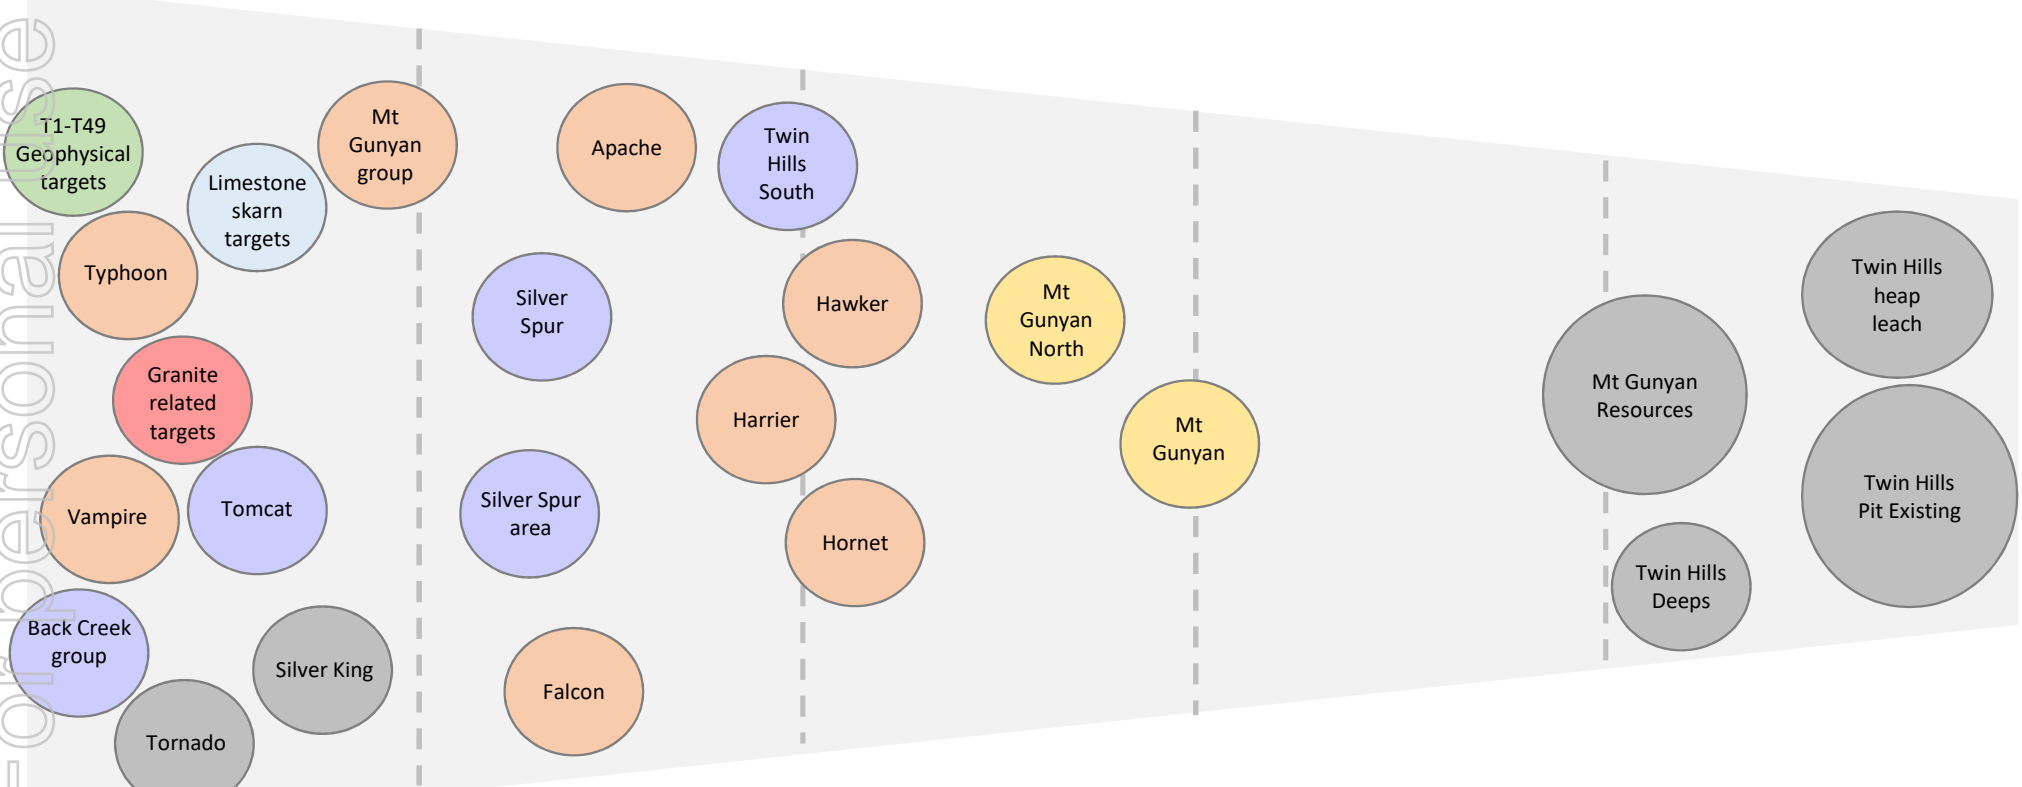 T1-T49
Geophysical
targets
Limestone
skarn
targets
Mt
Gunyan
group
Typhoon
Granite
related
targets
Vampire
Tomcat
Back Creek
group
Silver King
Tornado
Apache
Twin
Hills
South
Silver
Spur
Hawker
Harrier
Silver Spur
area
Hornet
Falcon
Mt
Gunyan
North
Mt
Gunyan
Mt Gunyan
Resources
Twin Hills
Deeps
Twin Hills
heap
leach
Twin Hills
Pit Existing
or personal use